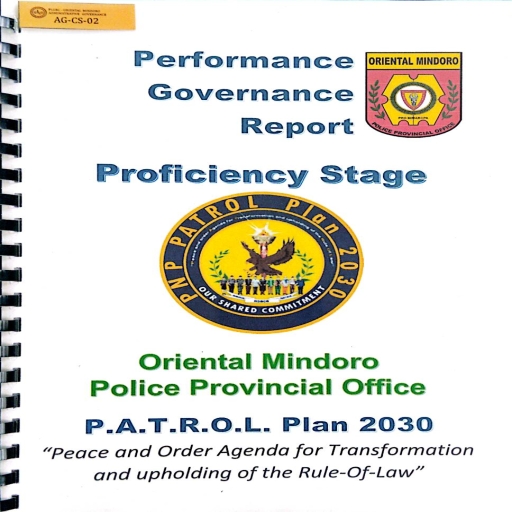 AG-CS-02
Performance
Governance
Report
ORIENTAL MINDORO
POLICE PROVINCIAL OFFICE
Proficiency Stage
PNP PATROL Plan 2030
OUR SHARED COMMITMENT
Oriental Mindoro
Police Provincial Office
P.A.T.R.O.L. Plan 2030
“Peace and Order Agenda for Transformation
and upholding of the Rule-Of-Law”